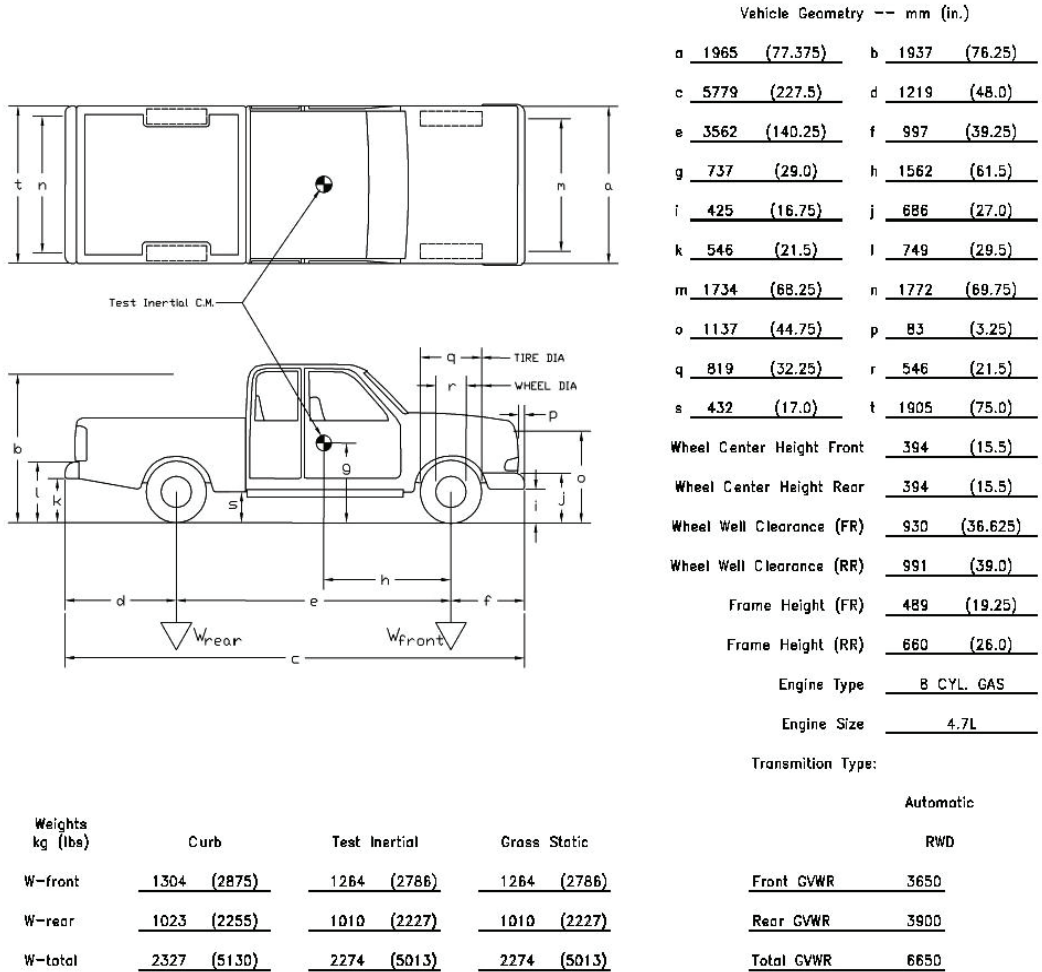 Vehicle Geometry -- mm (in.)
a 1965 (77.375) b 1937 (76.25)
c 5779 (227.5) d 1219 (48.0)
e 3562 (140.25) f 997 (39.25)
g 737 (29.0) h 1562 (61.5)
i 425 (16.75) j 686 (27.0)
k 546 (21.5) l 749 (29.5)
m 1734 (68.25) n 1772 (69.75)
o 1137 (44.75) p 83 (3.25)
q 819 (32.25) r 546 (21.5)
s 432 (17.0) t 1905 (75.0)
Wheel Center Height Front 394 (15.5)
Wheel Center Height Rear 394 (15.5)
Wheel Well Clearance (FR) 930 (36.625)
Wheel Well Clearance (RR) 991 (39.0)
Frame Height (FR) 489 (19.25)
Frame Height (RR) 660 (26.0)
Engine Type 8 CYL. GAS
Engine Size 4.7L
Transmition Type:
Automatic
RWD
t n m a
Test Inertial C.M.
q TIRE DIA
r WHEEL DIA
p
b g o
l k s i j
h
d e f
Wrear Wfront
c
Weights
kg (lbs) Curb Test Inertial Gross Static
W-front 1304 (2875) 1264 (2786) 1264 (2786)
W-rear 1023 (2255) 1010 (2227) 1010 (2227)
W-total 2327 (5130) 2274 (5013) 2274 (5013)
Front GVWR 3650
Rear GVWR 3900
Total GVWR 6650